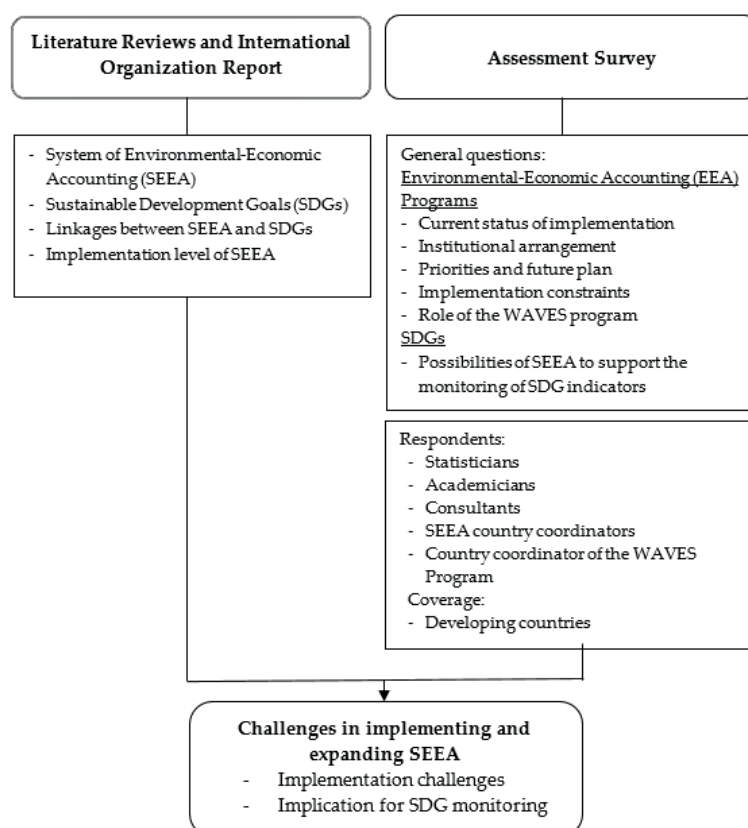 Literature Reviews and International
Organization Report
- System of Environmental-Economic
Accounting (SEEA)
- Sustainable Development Goals (SDGs)
- Linkages between SEEA and SDGs
- Implementation level of SEEA
Assessment Survey
General questions:
Environmental-Economic Accounting (EEA)
Programs
- Current status of implementation
- Institutional arrangement
- Priorities and future plan
- Implementation constraints
- Role of the WAVES program
SDGs
- Possibilities of SEEA to support the
monitoring of SDG indicators
Respondents:
- Statisticians
- Academicians
- Consultants
- SEEA country coordinators
- Country coordinator of the WAVES
Program
Coverage:
- Developing countries
Challenges in implementing and
expanding SEEA
- Implementation challenges
- Implication for SDG monitoring